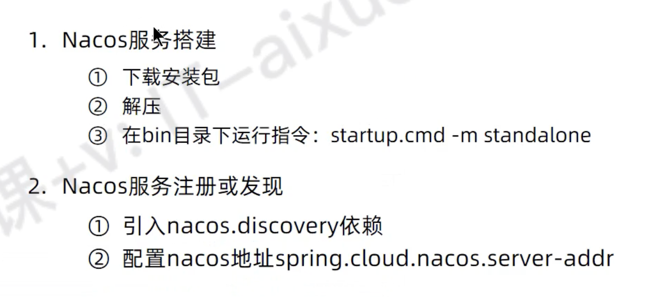 1. Nacos服务搭建
① 下载安装包
② 解压
③ 在bin目录下运行指令：startup.cmd -m standalone
2. Nacos服务注册或发现
① 引入nacos.discovery依赖
② 配置nacos地址spring.cloud.nacos.server-addr
课+v: IT-aixue